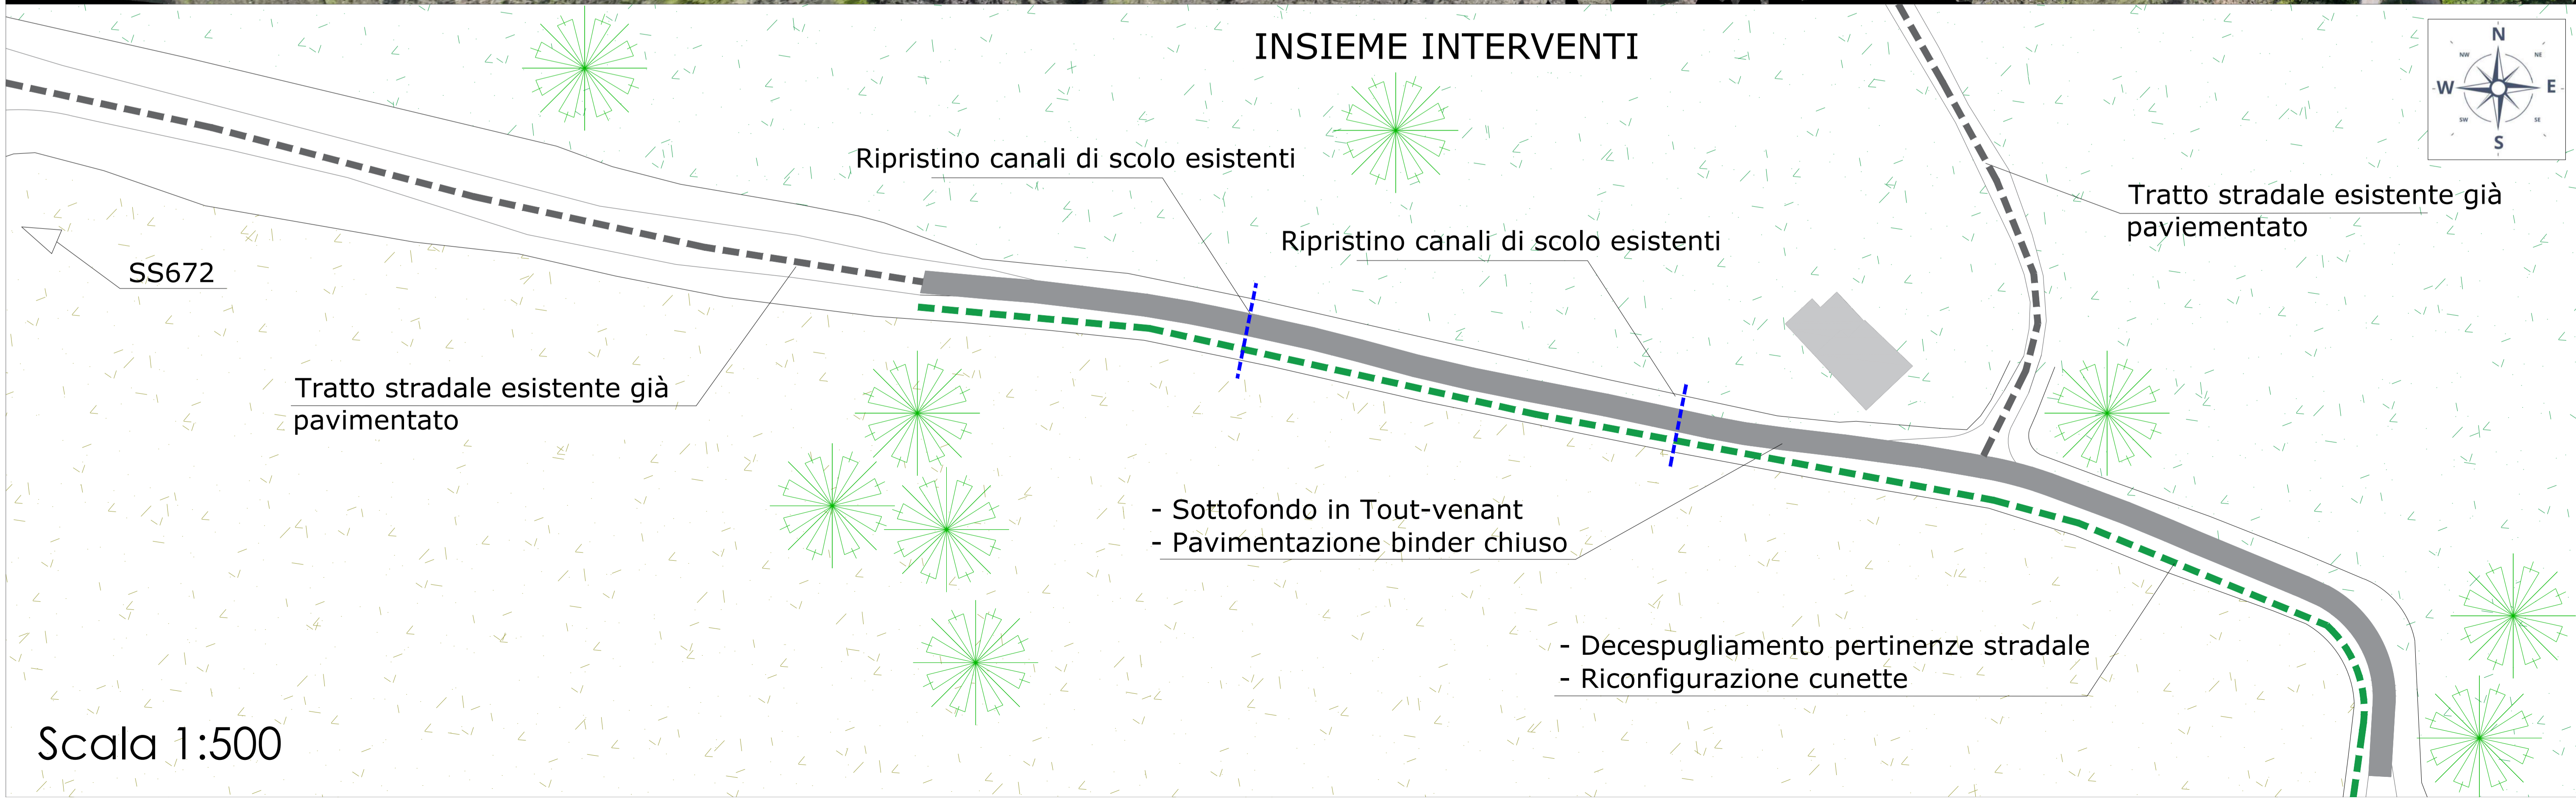 INSIEME INTERVENTI
N
NW
NE
W
E
SW
SE
S
Ripristino canali di scolo esistenti
Tratto stradale esistente già
paviementato
Ripristino canali di scolo esistenti
SS672
Tratto stradale esistente già
pavimentato
- Sottofondo in Tout-venant
- Pavimentazione binder chiuso
- Decespugliamento pertinenze stradale
- Riconfigurazione cunette
Scala 1:500